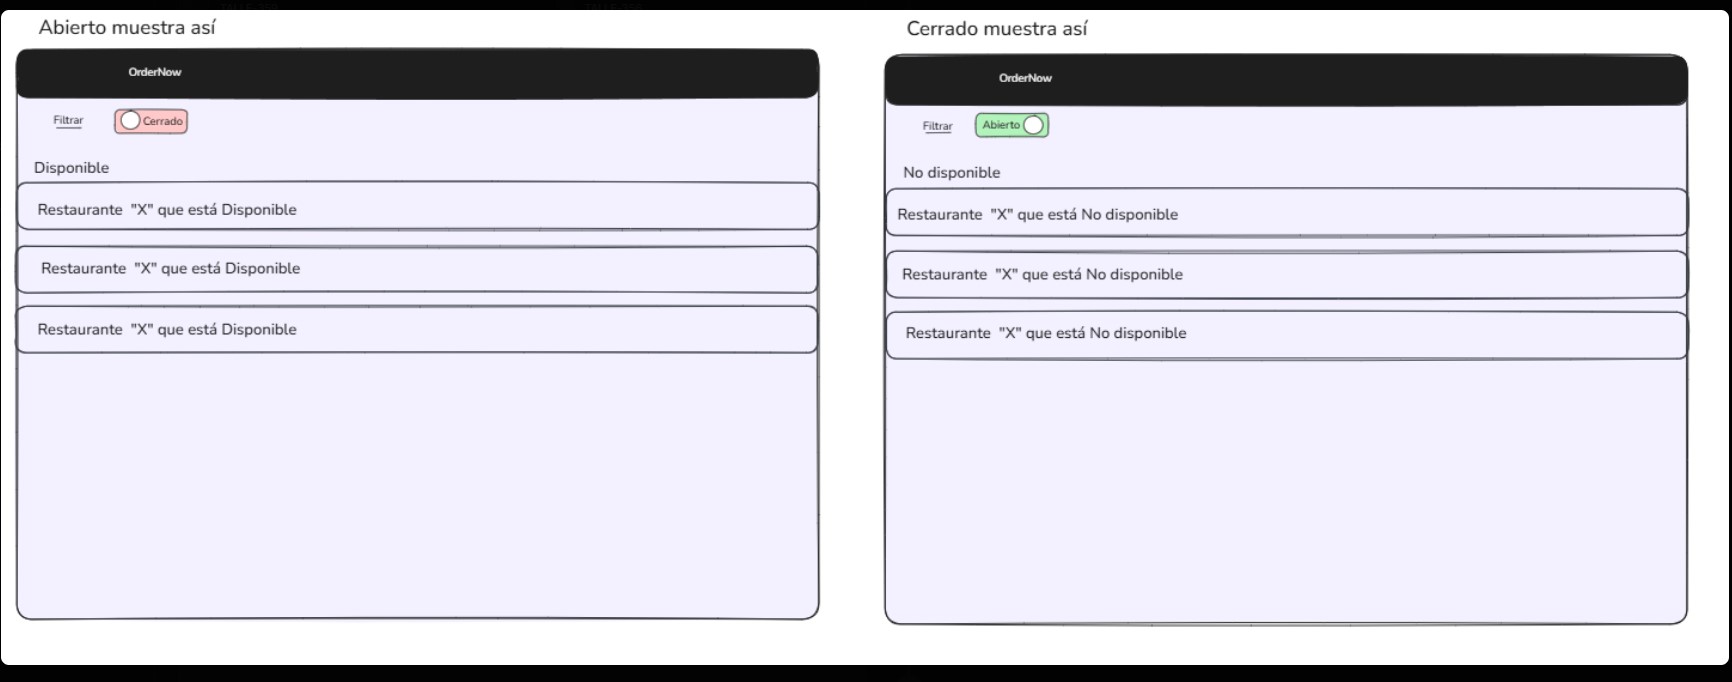 Abierto muestra así
OrderNow
Filtrar
Cerrado
Disponible
Restaurante "X" que está Disponible
Restaurante "X" que está Disponible
Restaurante "X" que está Disponible
Cerrado muestra así
OrderNow
Filtrar
Abierto
No disponible
Restaurante "X" que está No disponible
Restaurante "X" que está No disponible
Restaurante "X" que está No disponible